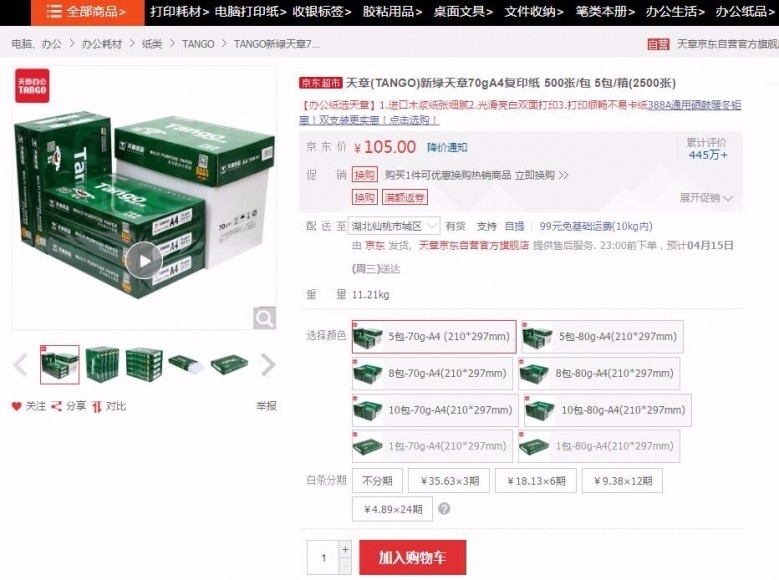 全部商品> 打印耗材> 电脑打印纸> 收银标签> 胶粘用品> 桌面文具> 文件收纳> 笔类本册> 办公生活> 办公纸品>
电脑、办公 > 办公耗材 > 纸类 > TANGO > TANGO新绿天章7... 自营 天章京东自营官方旗舰
天章办公
TANGO
Tango
天章纸品
MULTI PURPOSE PAPER
A4
70
京东超市 天章(TANGO)新绿天章70gA4复印纸 500张/包 5包/箱(2500张)
【办公纸选天章】1.进口木浆纸张细腻2.光滑亮白双面打印3.打印顺畅不易卡纸388A通用硒鼓暖冬钜
惠！双支装更实惠！点击选购！
京东价 ￥105.00 降价通知 累计评价
445万+
促销 换购 购买1件可优惠换购热销商品 立即换购 >>
换购 满额返券 展开促销
配送至 湖北仙桃市城区 有货 支持 自提 99元免基础运费(10kg内)
由 京东 发货, 天章京东自营官方旗舰店 提供售后服务. 23:00前下单，预计04月15日
(周三)送达
重量 11.21kg
选择颜色 5包-70g-A4 (210*297mm) 5包-80g-A4(210*297mm)
8包-70g-A4(210*297mm) 8包-80g-A4(210*297mm)
10包-70g-A4(210*297mm) 10包-80g-A4(210*297mm)
1包-70g-A4(210*297mm) 1包-80g-A4(210*297mm)
关注 分享 对比 举报
白条分期 不分期 ￥35.63×3期 ￥18.13×6期 ￥9.38×12期
￥4.89×24期 ?
1 + - 加入购物车